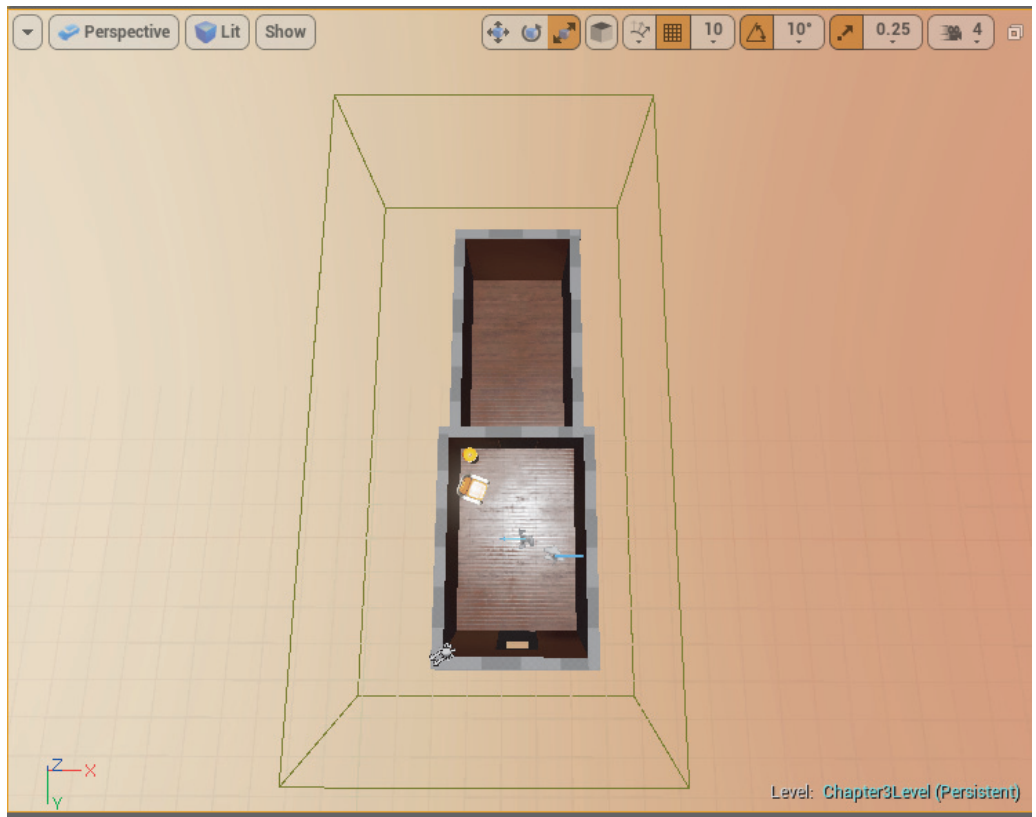 Perspective Lit Show 10 10° 0.25 4
Z X
Y
Level: Chapter3Level (Persistent)